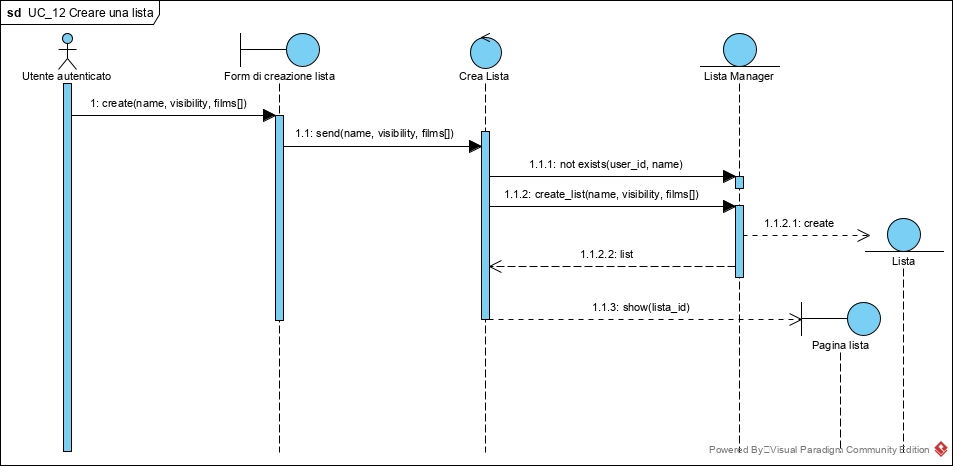 sd UC_12 Creare una lista
Utente autenticato
Form di creazione lista
Crea Lista
Lista Manager
1: create(name, visibility, films[])
1.1: send(name, visibility, films[])
1.1.1: not exists(user_id, name)
1.1.2: create_list(name, visibility, films[])
1.1.2.1: create
Lista
1.1.2.2: list
1.1.3: show(lista_id)
Pagina lista
Powered By Visual Paradigm Community Edition